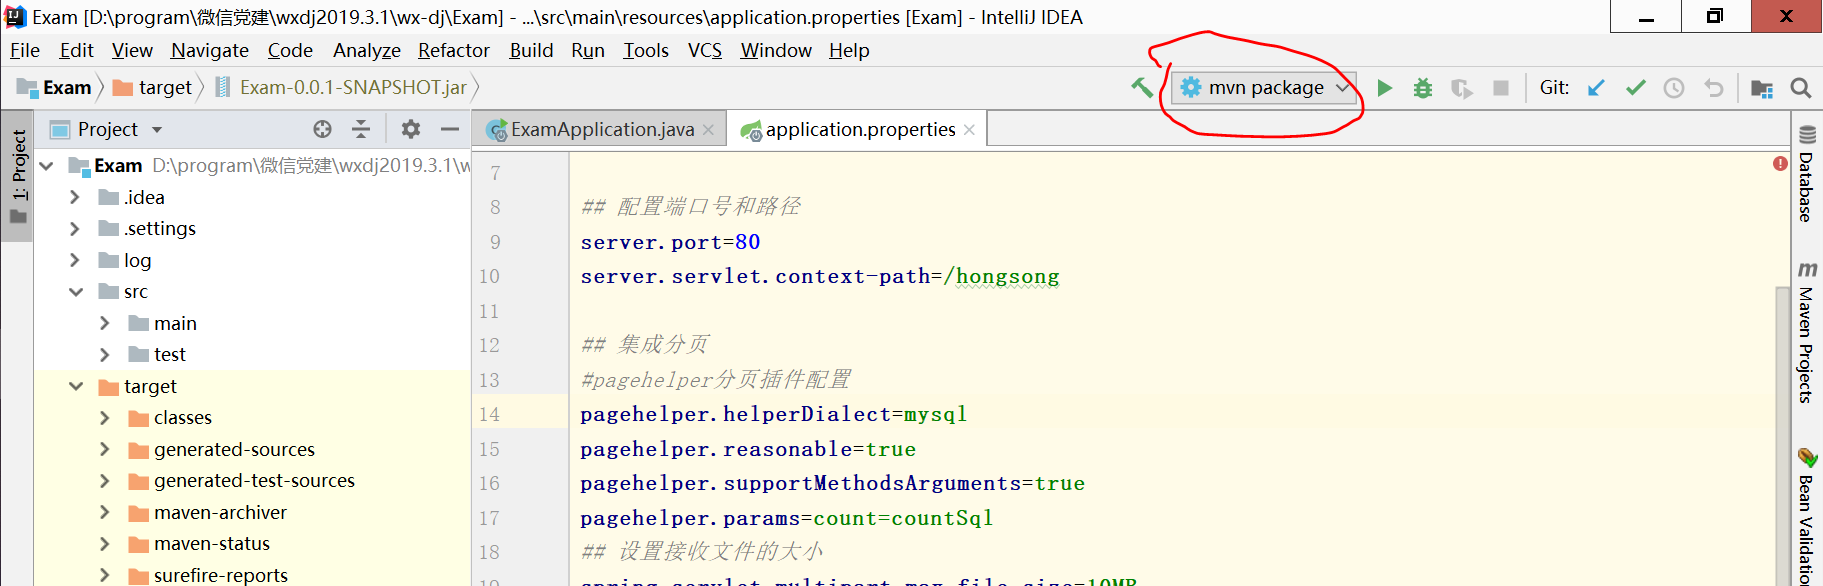 Exam [D:\program\微信党建\wxdj2019.3.1\wx-dj\Exam] - ...\src\main\resources\application.properties [Exam] - IntelliJ IDEA
File Edit View Navigate Code Analyze Refactor Build Run Tools VCS Window Help
Exam target Exam-0.0.1-SNAPSHOT.jar mvn package Git:
1: Project
Project
Exam D:\program\微信党建\wxdj2019.3.1\w
.idea
.settings
log
src
main
test
target
classes
generated-sources
generated-test-sources
maven-archiver
maven-status
surefire-reports
ExamApplication.java application.properties
7
8 ## 配置端口号和路径
9 server.port=80
10 server.servlet.context-path=/hongsong
11
12 ## 集成分页
13 #pagehelper分页插件配置
14 pagehelper.helperDialect=mysql
15 pagehelper.reasonable=true
16 pagehelper.supportMethodsArguments=true
17 pagehelper.params=count=countSql
18 ## 设置接收文件的大小
19 spring.servlet.multipart.max-file-size=10MB
Database
Maven Projects
Bean Validatio